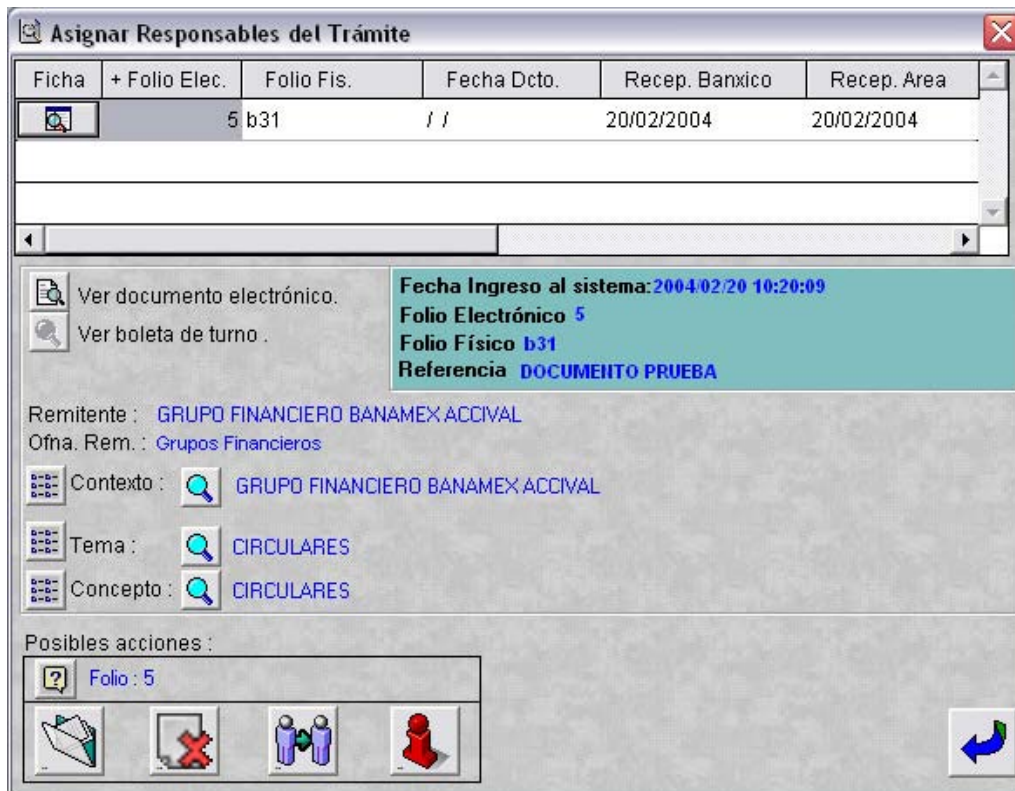 Asignar Responsables del Trámite
Ficha + Folio Elec. Folio Fis. Fecha Dcto. Recep. Banxico Recep. Area
5 b31 / / 20/02/2004 20/02/2004
Ver documento electrónico.
Ver boleta de turno .
Fecha Ingreso al sistema:2004/02/20 10:20:09
Folio Electrónico 5
Folio Físico b31
Referencia DOCUMENTO PRUEBA
Remitente : GRUPO FINANCIERO BANAMEX ACCIVAL
Ofna. Rem. : Grupos Financieros
Contexto : GRUPO FINANCIERO BANAMEX ACCIVAL
Tema : CIRCULARES
Concepto : CIRCULARES
Posibles acciones :
Folio : 5